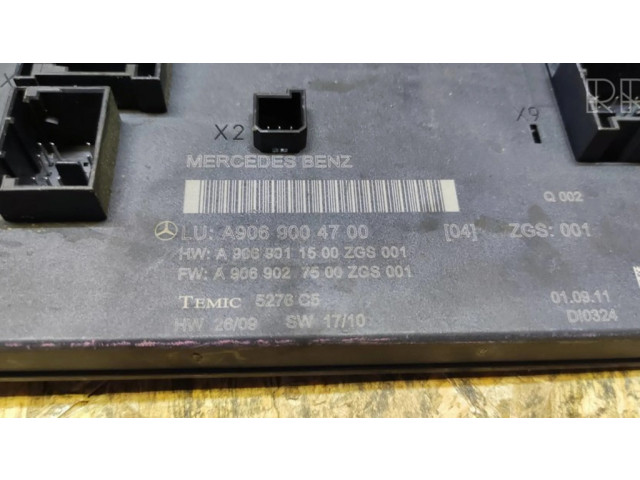 X2
MERCEDES BENZ
Q 002
LU: A906 900 47 00 [04] ZGS: 001
HW: A 906 901 15 00 ZGS 001
FW: A 906 902 75 00 ZGS 001
TEMIC 5276 C5
01.09.11
HW 26/09 SW 17/10
DI0324